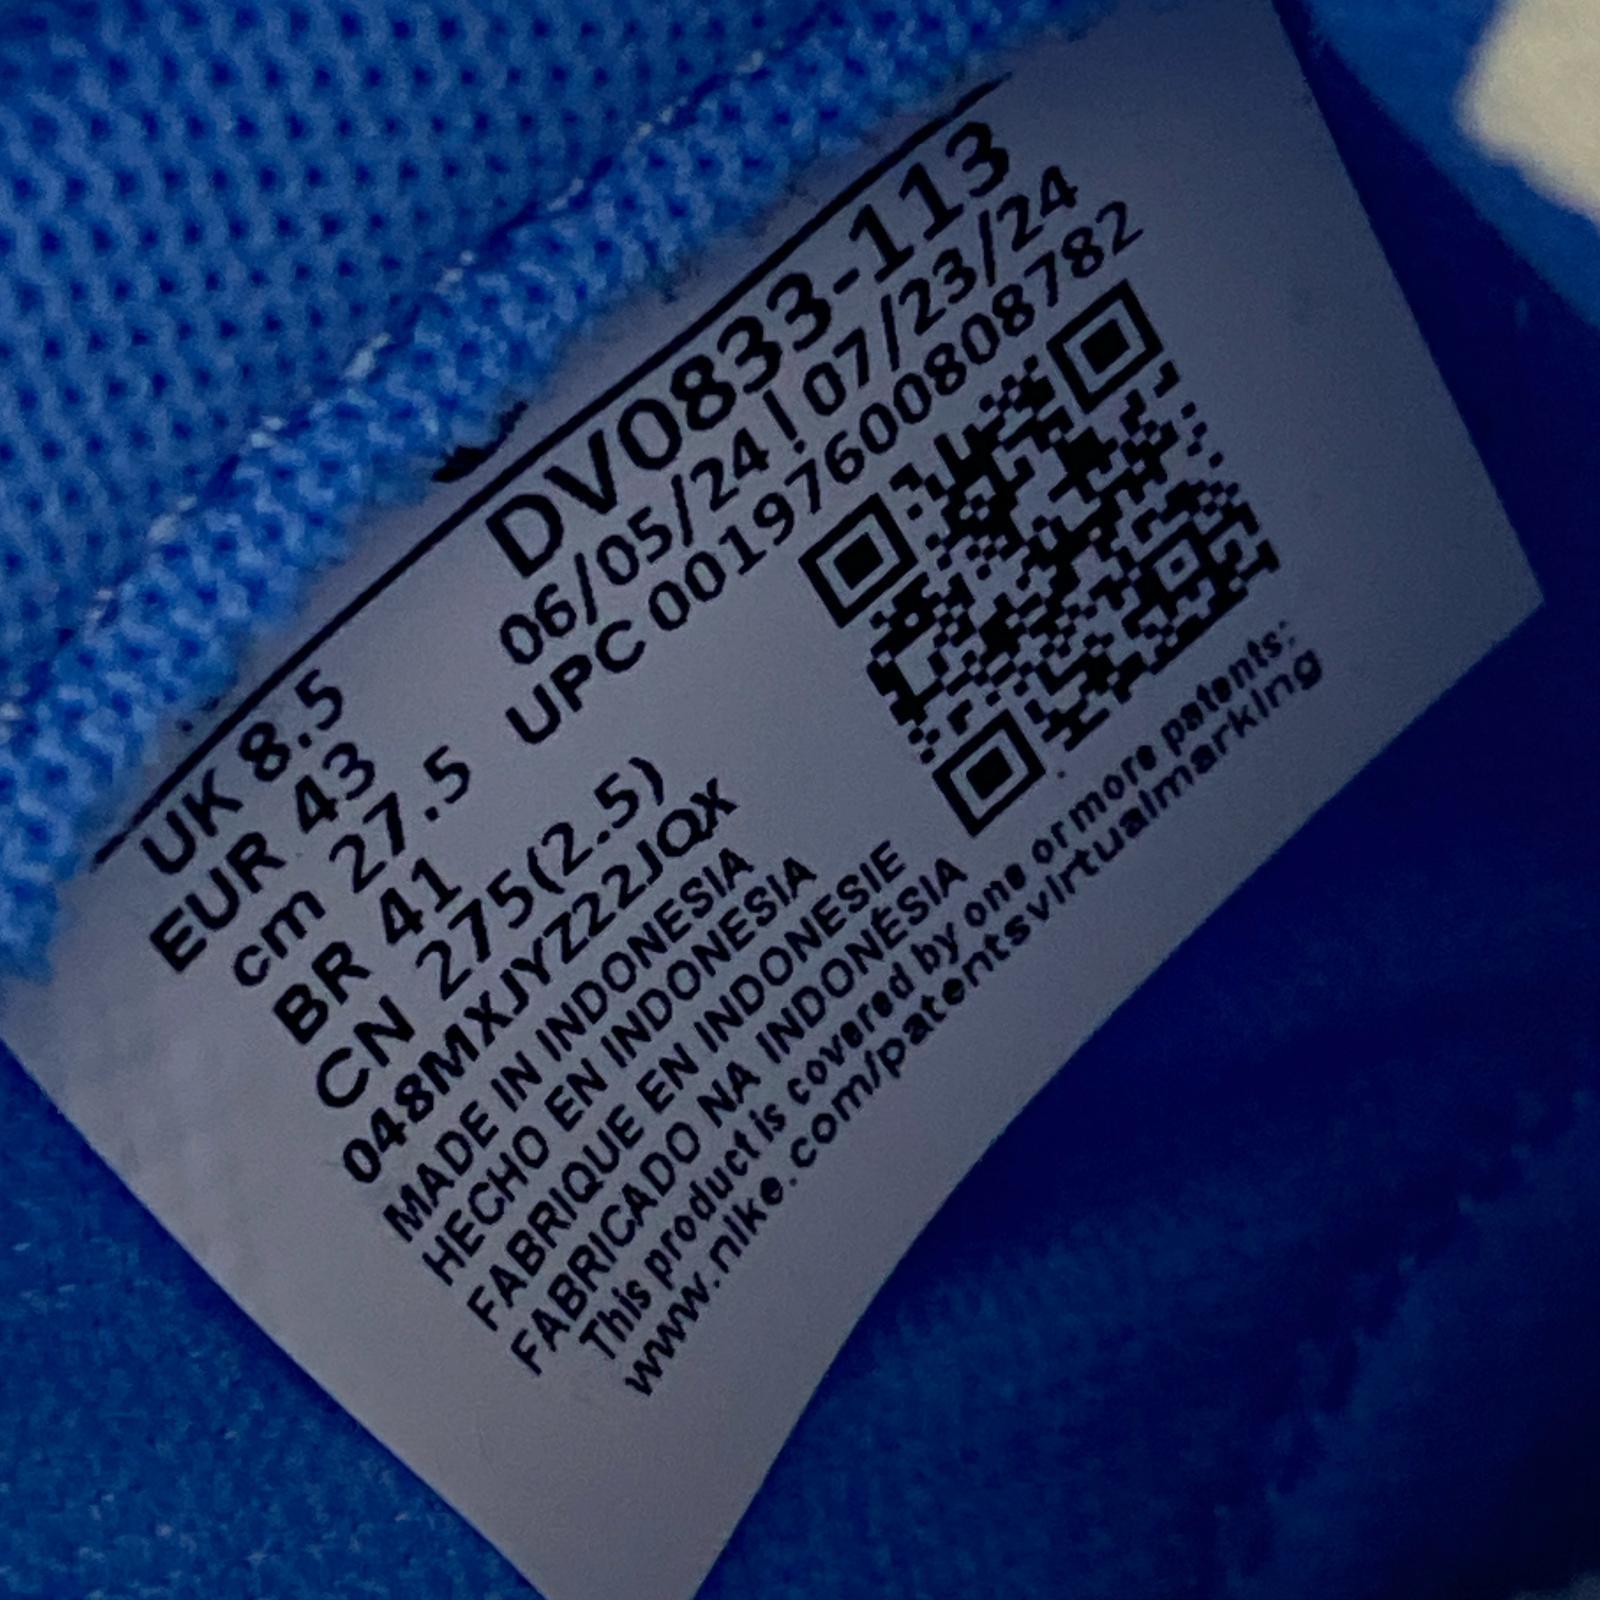 DV0833-113
06/05/24 ! 07/23/24
UPC 00197600808782
UK 8.5
EUR 43
cm 27.5
BR 41
CN 275(2.5)
048MXJYZ22JQX
MADE IN INDONESIA
HECHO EN INDONESIA
FABRIQUE EN INDONESIE
FABRICADO NA INDONÉSIA
This product is covered by one or more patents:
www.nike.com/patentsvirtualmarking